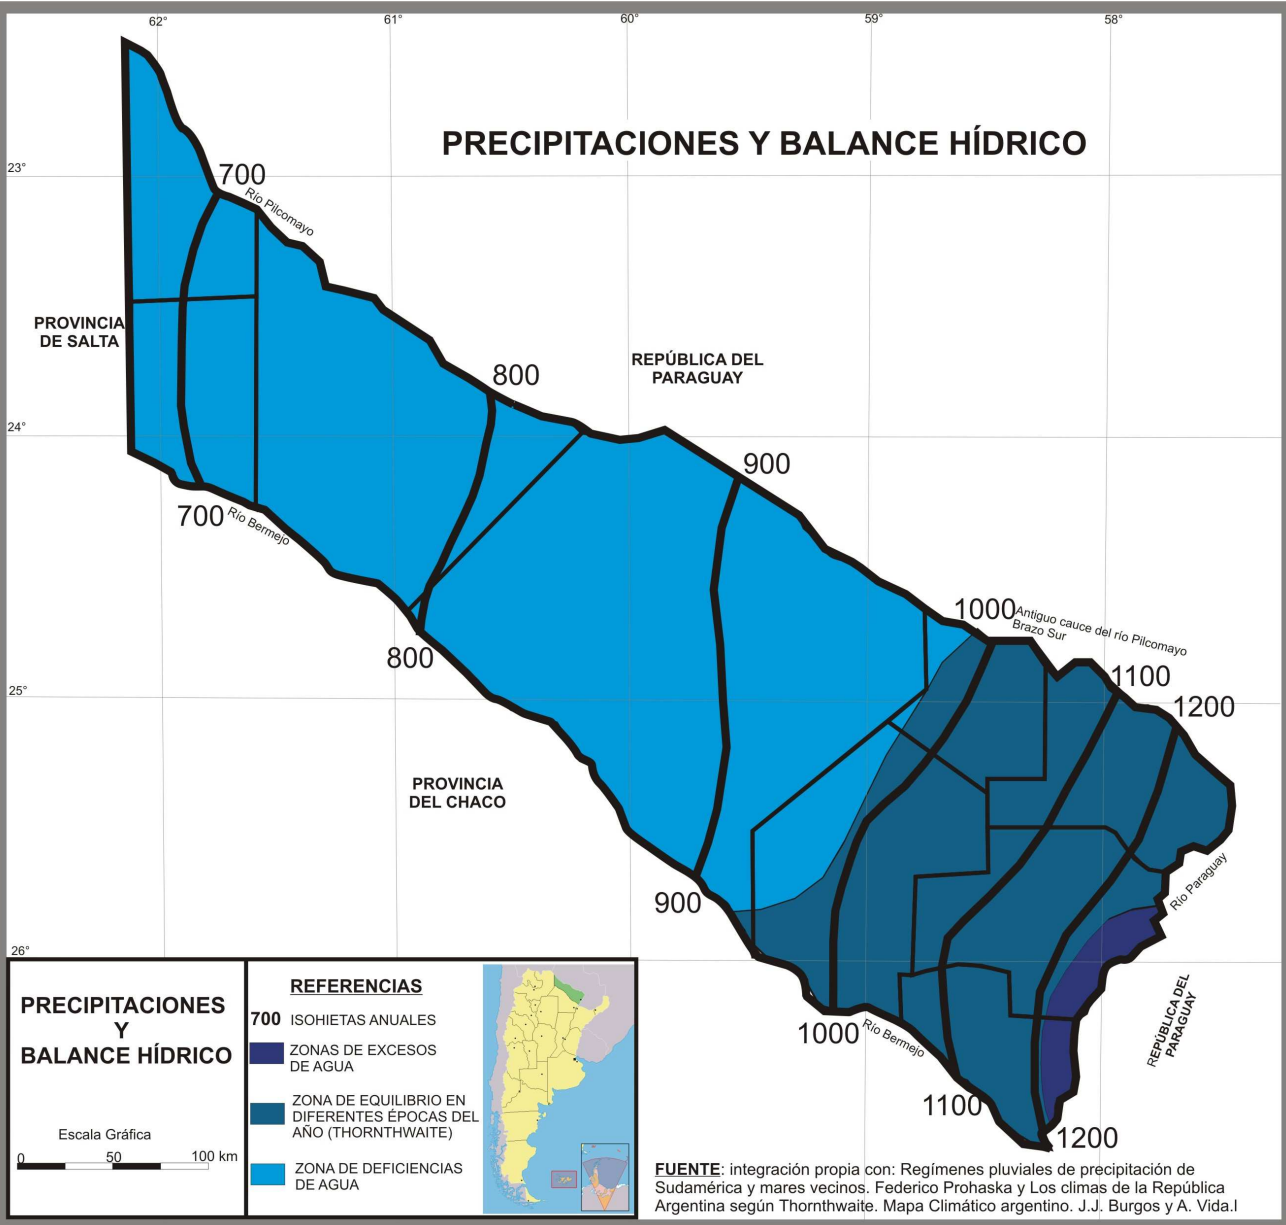 62°
61°
60°
59°
58°
PRECIPITACIONES Y BALANCE HÍDRICO
23°
700
Río Pilcomayo
PROVINCIA
DE SALTA
REPÚBLICA DEL
PARAGUAY
800
24°
900
700
Río Bermejo
1000
Antiguo cauce del río Pilcomayo
Brazo Sur
800
1100
25°
1200
PROVINCIA
DEL CHACO
Río Paraguay
900
26°
REPÚBLICA DEL
PARAGUAY
1000
Río Bermejo
1100
1200
PRECIPITACIONES
Y
BALANCE HÍDRICO
Escala Gráfica
0 50 100 km
REFERENCIAS
700 ISOHIETAS ANUALES
ZONAS DE EXCESOS
DE AGUA
ZONA DE EQUILIBRIO EN
DIFERENTES ÉPOCAS DEL
AÑO (THORNTHWAITE)
ZONA DE DEFICIENCIAS
DE AGUA
FUENTE: integración propia con: Regímenes pluviales de precipitación de
Sudamérica y mares vecinos. Federico Prohaska y Los climas de la República
Argentina según Thornthwaite. Mapa Climático argentino. J.J. Burgos y A. Vida.l